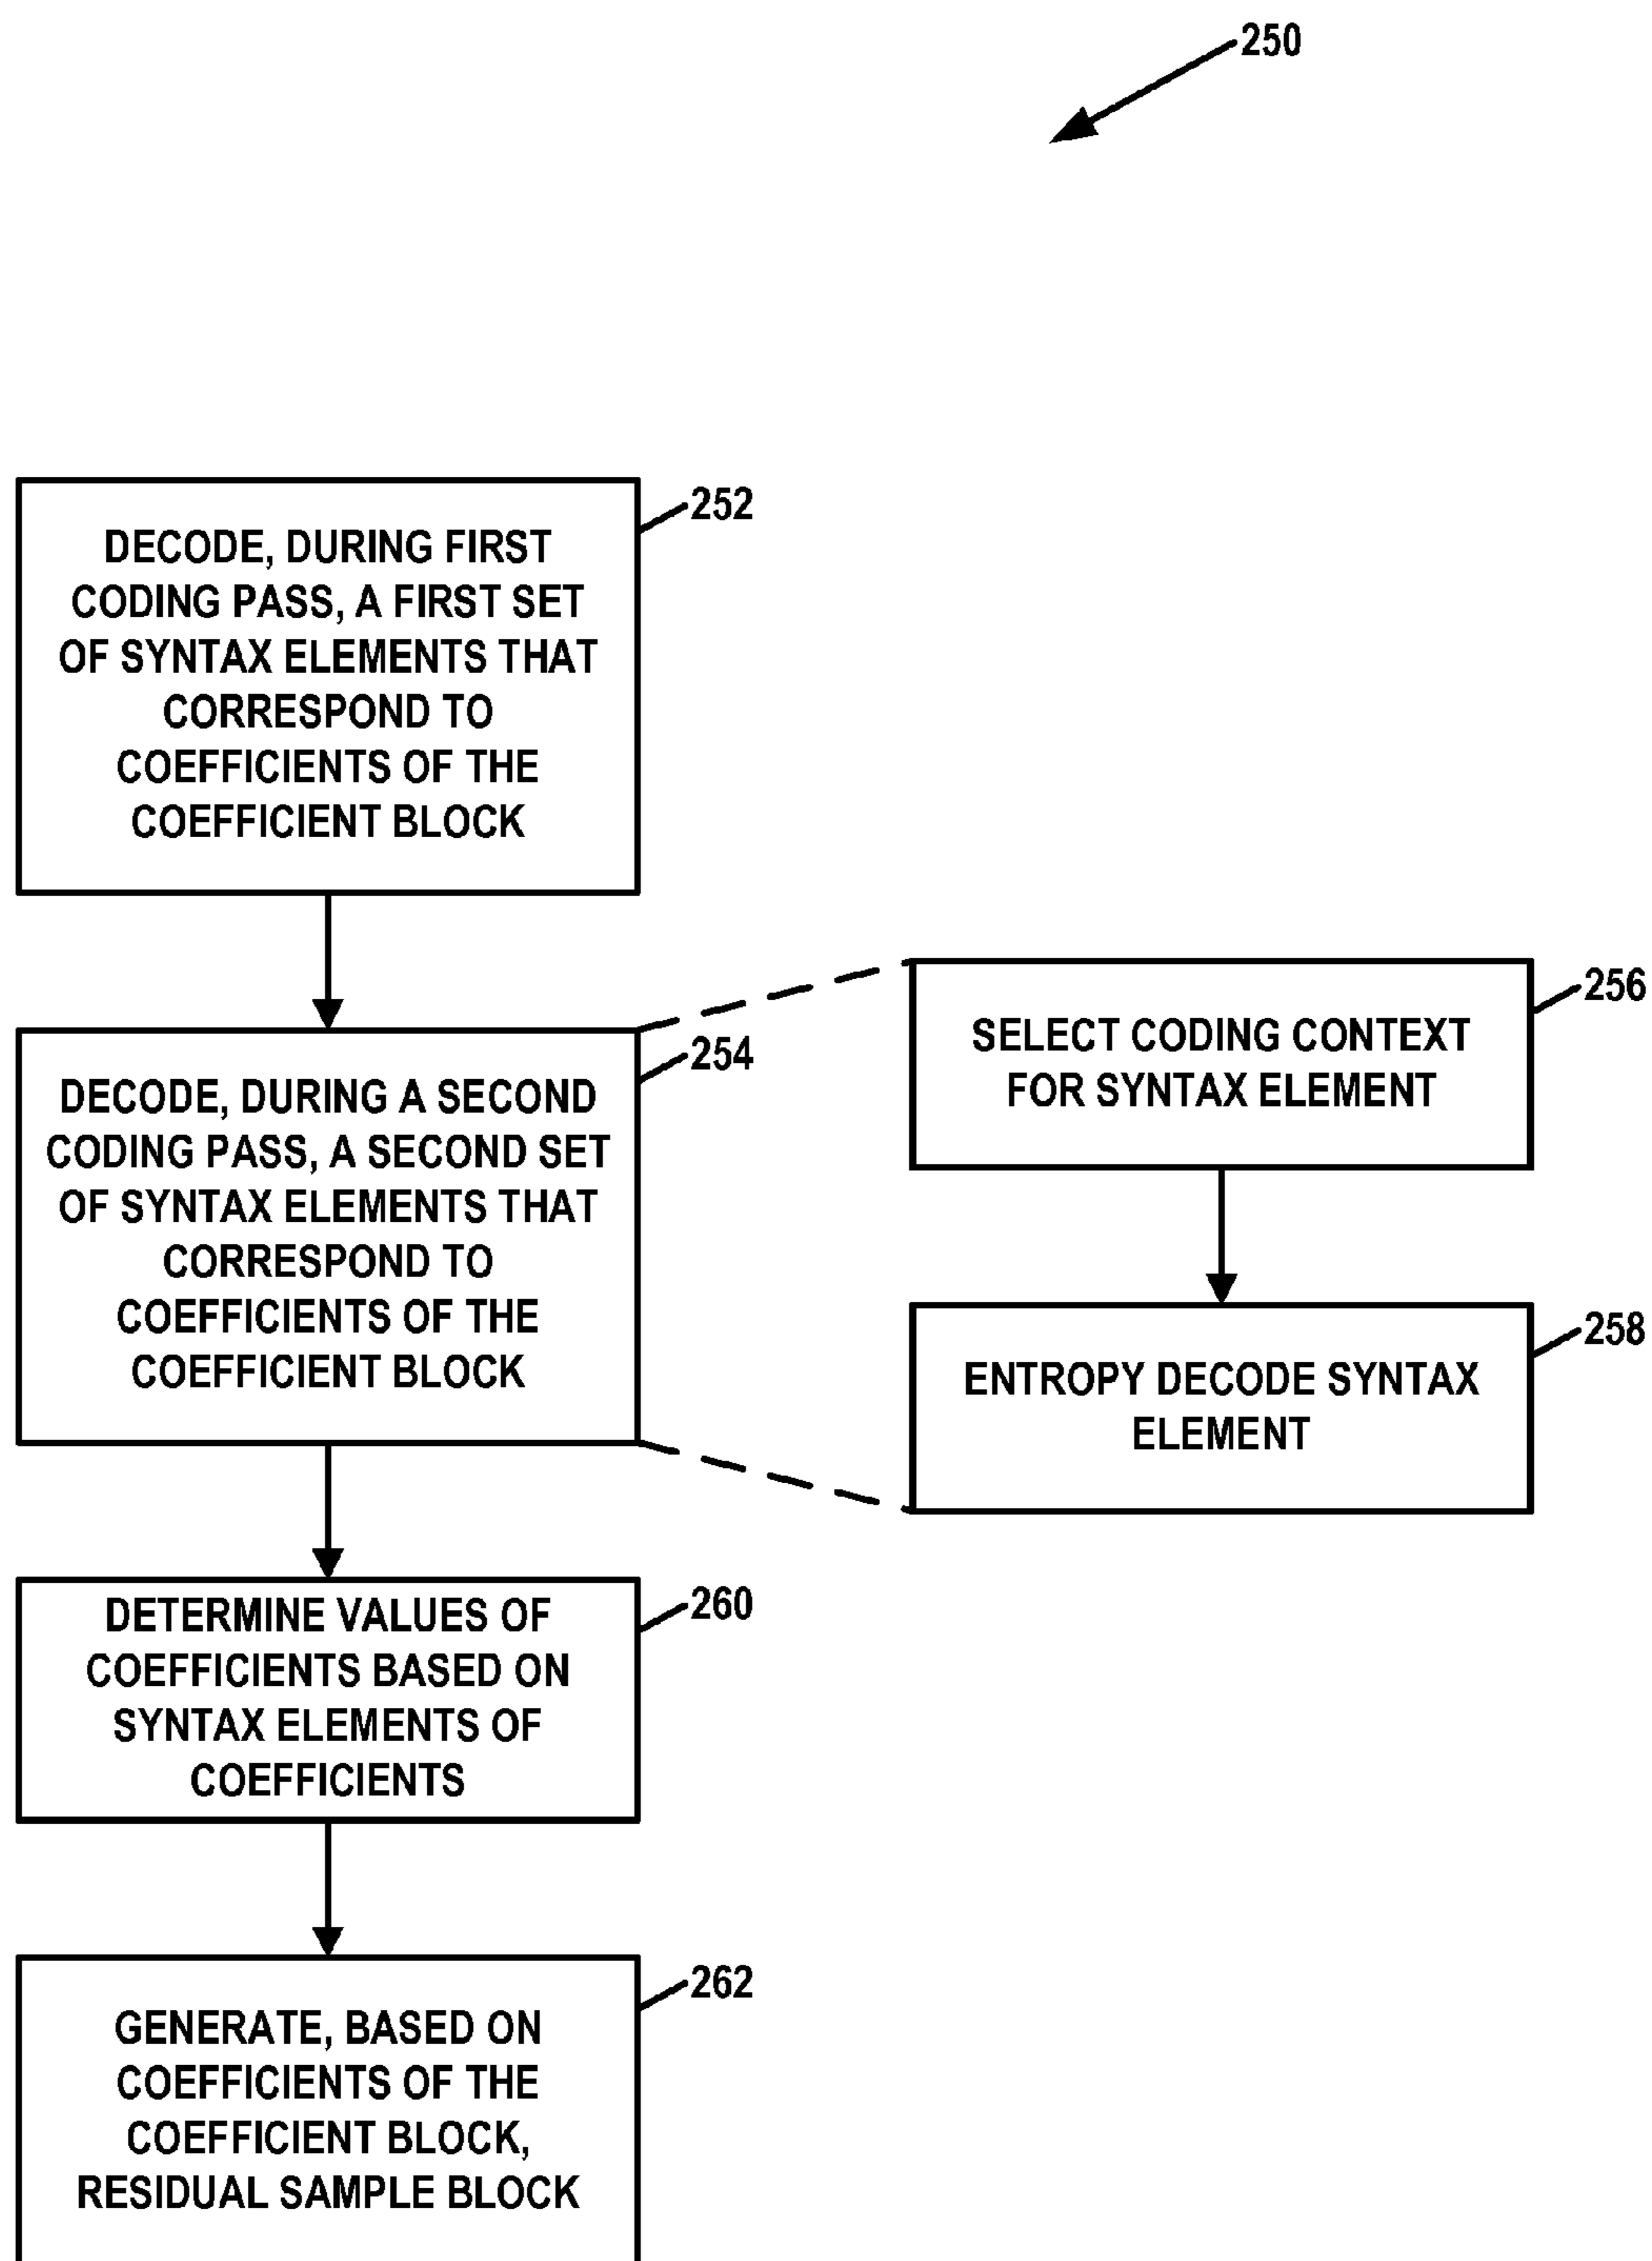 250
252
DECODE, DURING FIRST
CODING PASS, A FIRST SET
OF SYNTAX ELEMENTS THAT
CORRESPOND TO
COEFFICIENTS OF THE
COEFFICIENT BLOCK
254
DECODE, DURING A SECOND
CODING PASS, A SECOND SET
OF SYNTAX ELEMENTS THAT
CORRESPOND TO
COEFFICIENTS OF THE
COEFFICIENT BLOCK
256
SELECT CODING CONTEXT
FOR SYNTAX ELEMENT
258
ENTROPY DECODE SYNTAX
ELEMENT
260
DETERMINE VALUES OF
COEFFICIENTS BASED ON
SYNTAX ELEMENTS OF
COEFFICIENTS
262
GENERATE, BASED ON
COEFFICIENTS OF THE
COEFFICIENT BLOCK,
RESIDUAL SAMPLE BLOCK